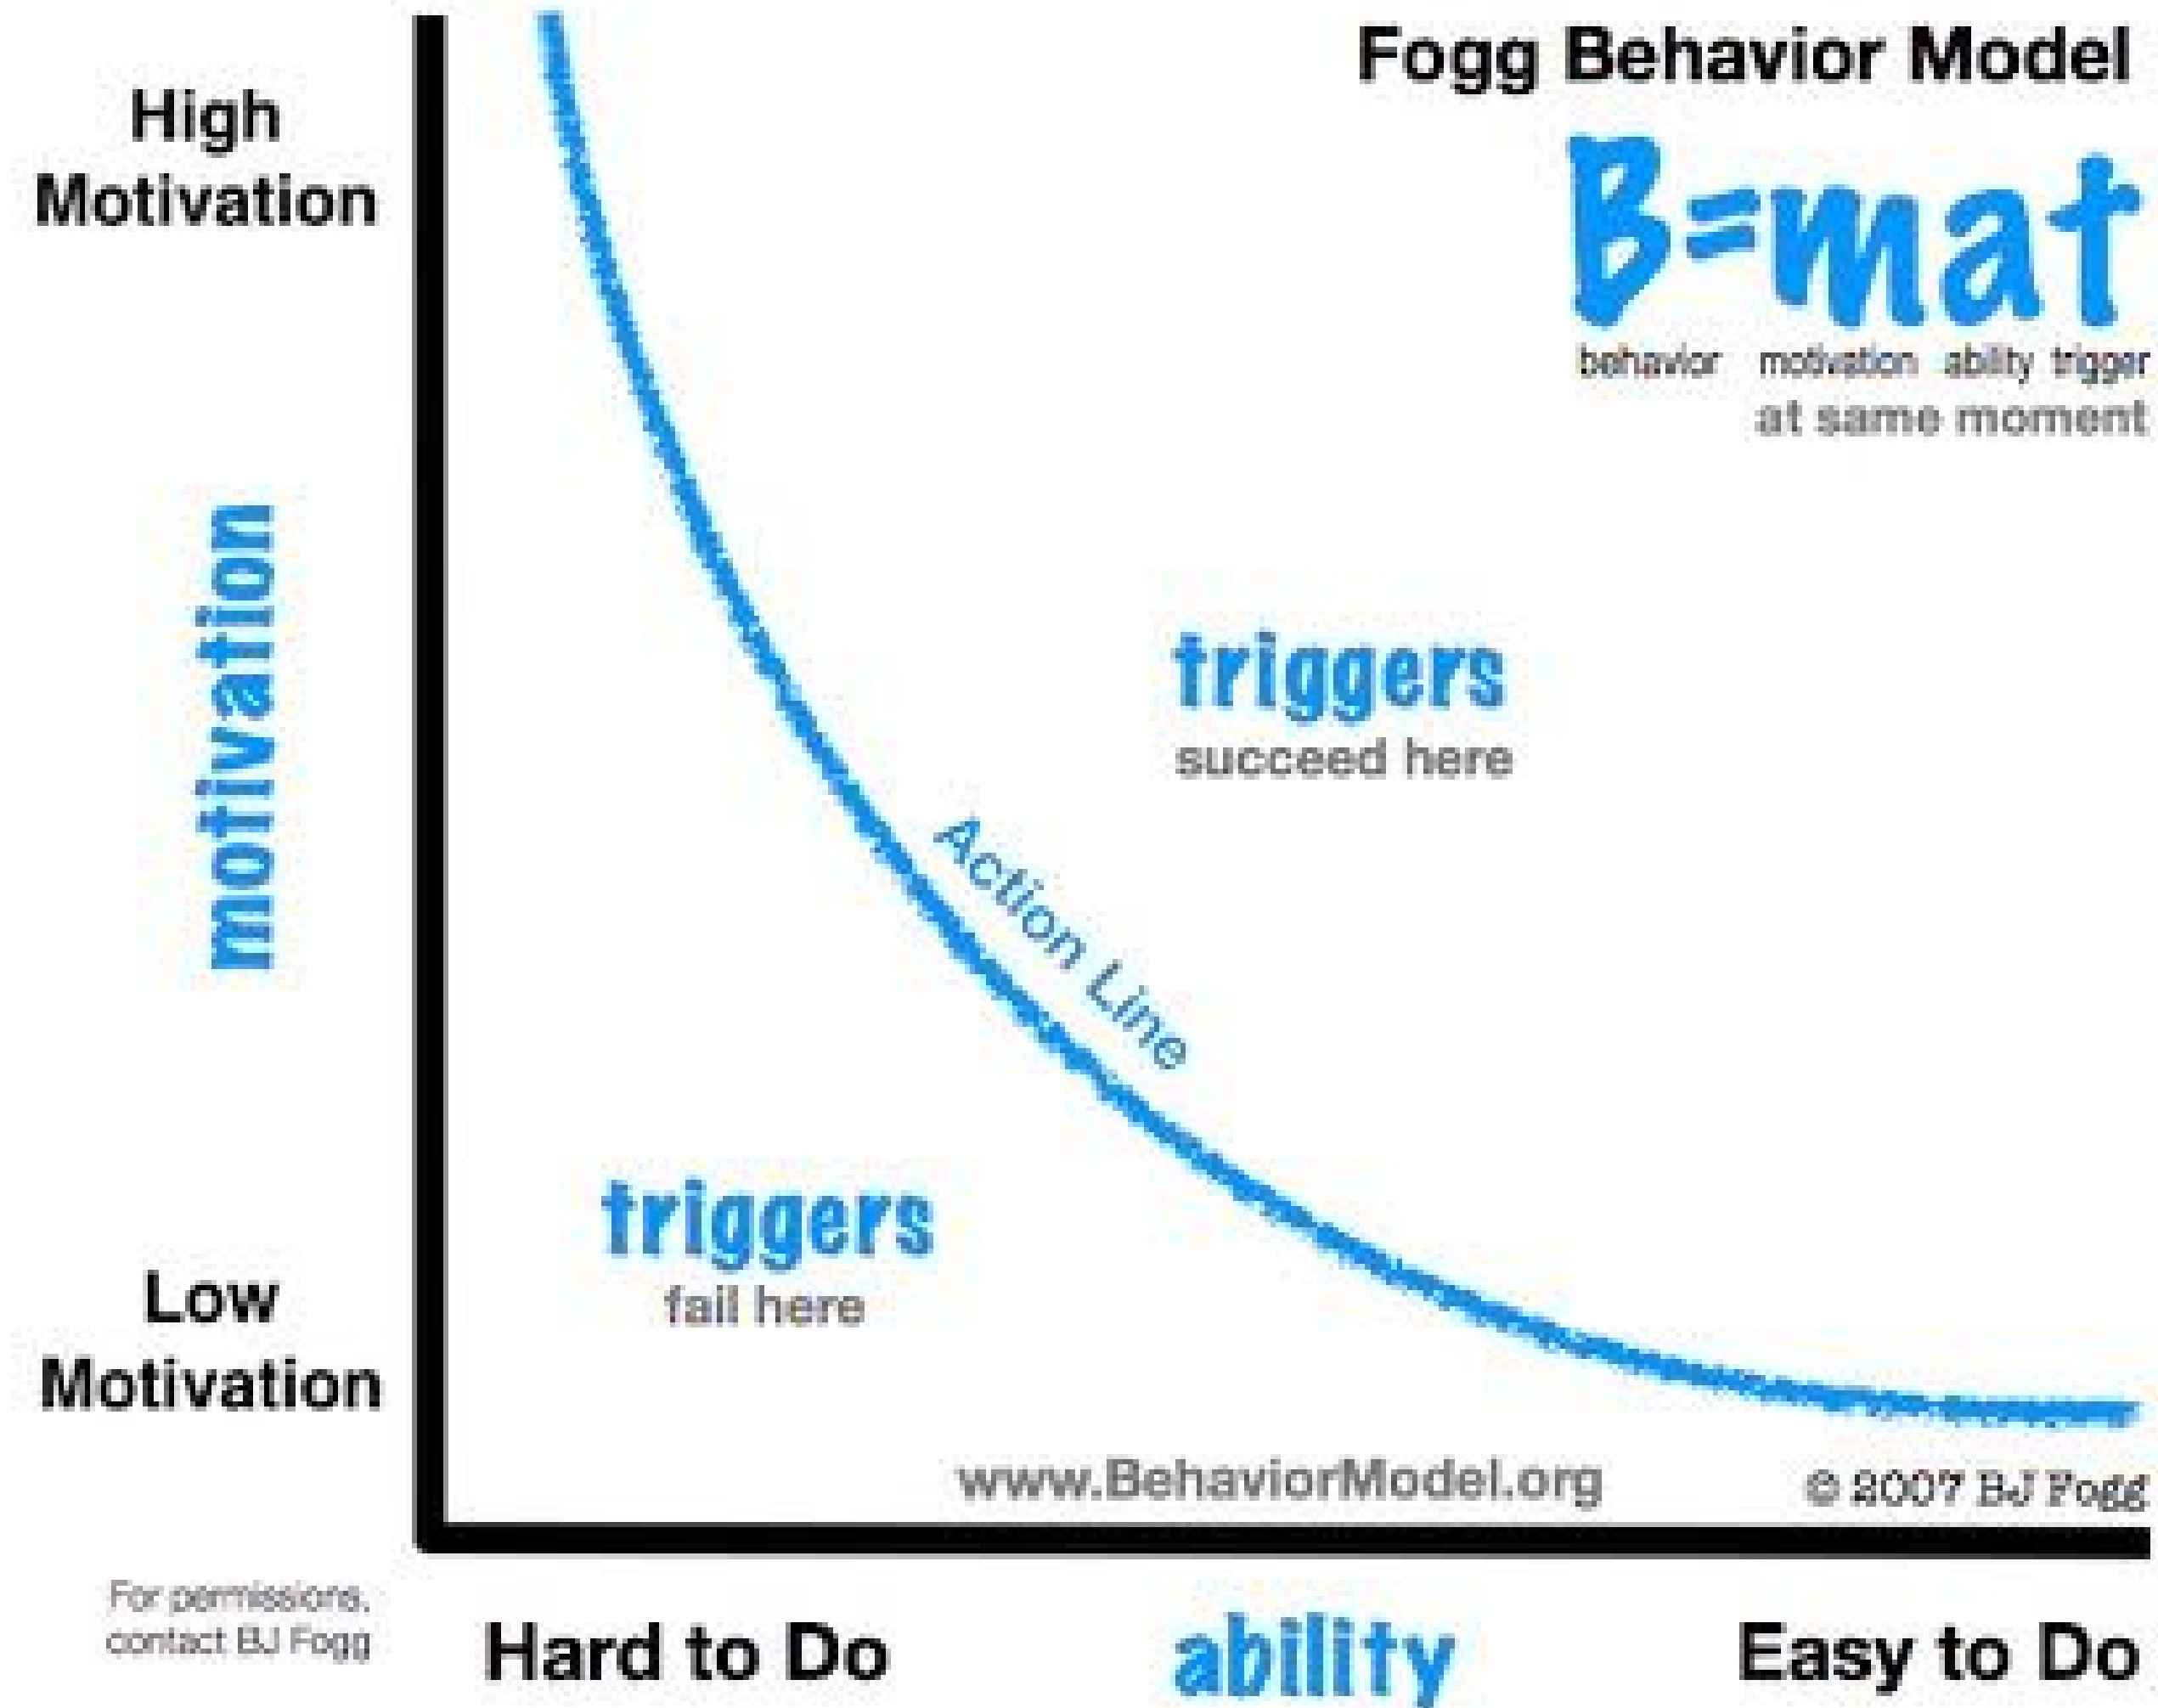 Fogg Behavior Model
B=mat
behavior motivation ability trigger
at same moment
High
Motivation
motivation
triggers
succeed here
Action Line
triggers
fail here
Low
Motivation
www.BehaviorModel.org
© 2007 BJ Fogg
For permissions,
contact BJ Fogg
Hard to Do
ability
Easy to Do